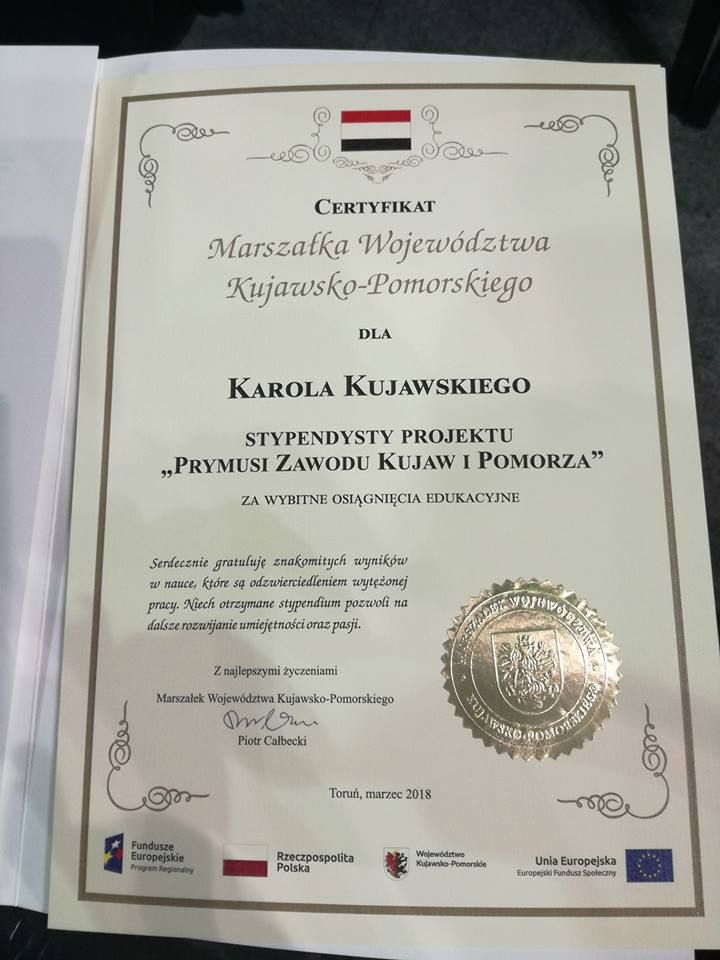 CERTYFIKAT
Marszałka Województwa
Kujawsko-Pomorskiego
DLA
KAROLA KUJAWSKIEGO
STYPENDYSTY PROJEKTU
„PRYMUSI ZAWODU KUJAW I POMORZA”
ZA WYBITNE OSIĄGNIĘCIA EDUKACYJNE
Serdecznie gratuluję znakomitych wyników
w nauce, które są odzwierciedleniem wytężonej
pracy. Niech otrzymane stypendium pozwoli na
dalsze rozwijanie umiejętności oraz pasji.
Z najlepszymi życzeniami
Marszałek Województwa Kujawsko-Pomorskiego
Piotr Całbecki
MARSZAŁEK WOJEWÓDZTWA
KUJAWSKO-POMORSKIEGO
Toruń, marzec 2018
Fundusze
Europejskie
Program Regionalny
Rzeczpospolita
Polska
Województwo
Kujawsko-Pomorskie
Unia Europejska
Europejski Fundusz Społeczny